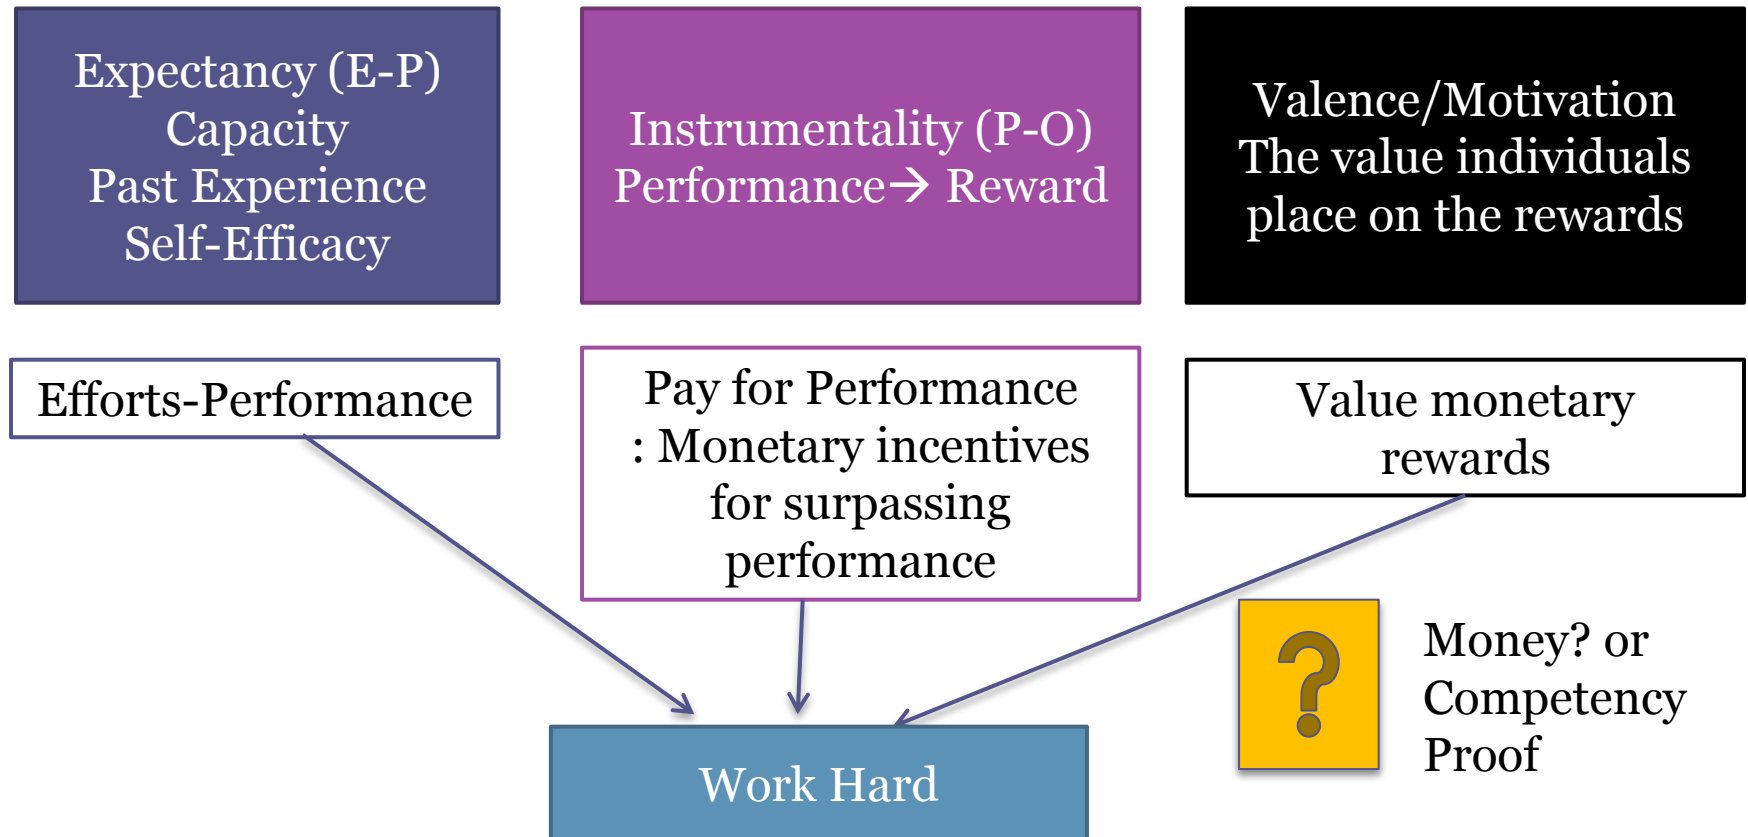 Expectancy (E-P)
Capacity
Past Experience
Self-Efficacy
Instrumentality (P-O)
Performance→ Reward
Valence/Motivation
The value individuals
place on the rewards
Efforts-Performance
Pay for Performance
: Monetary incentives
for surpassing
performance
Value monetary
rewards
?
Money? or
Competency
Proof
Work Hard